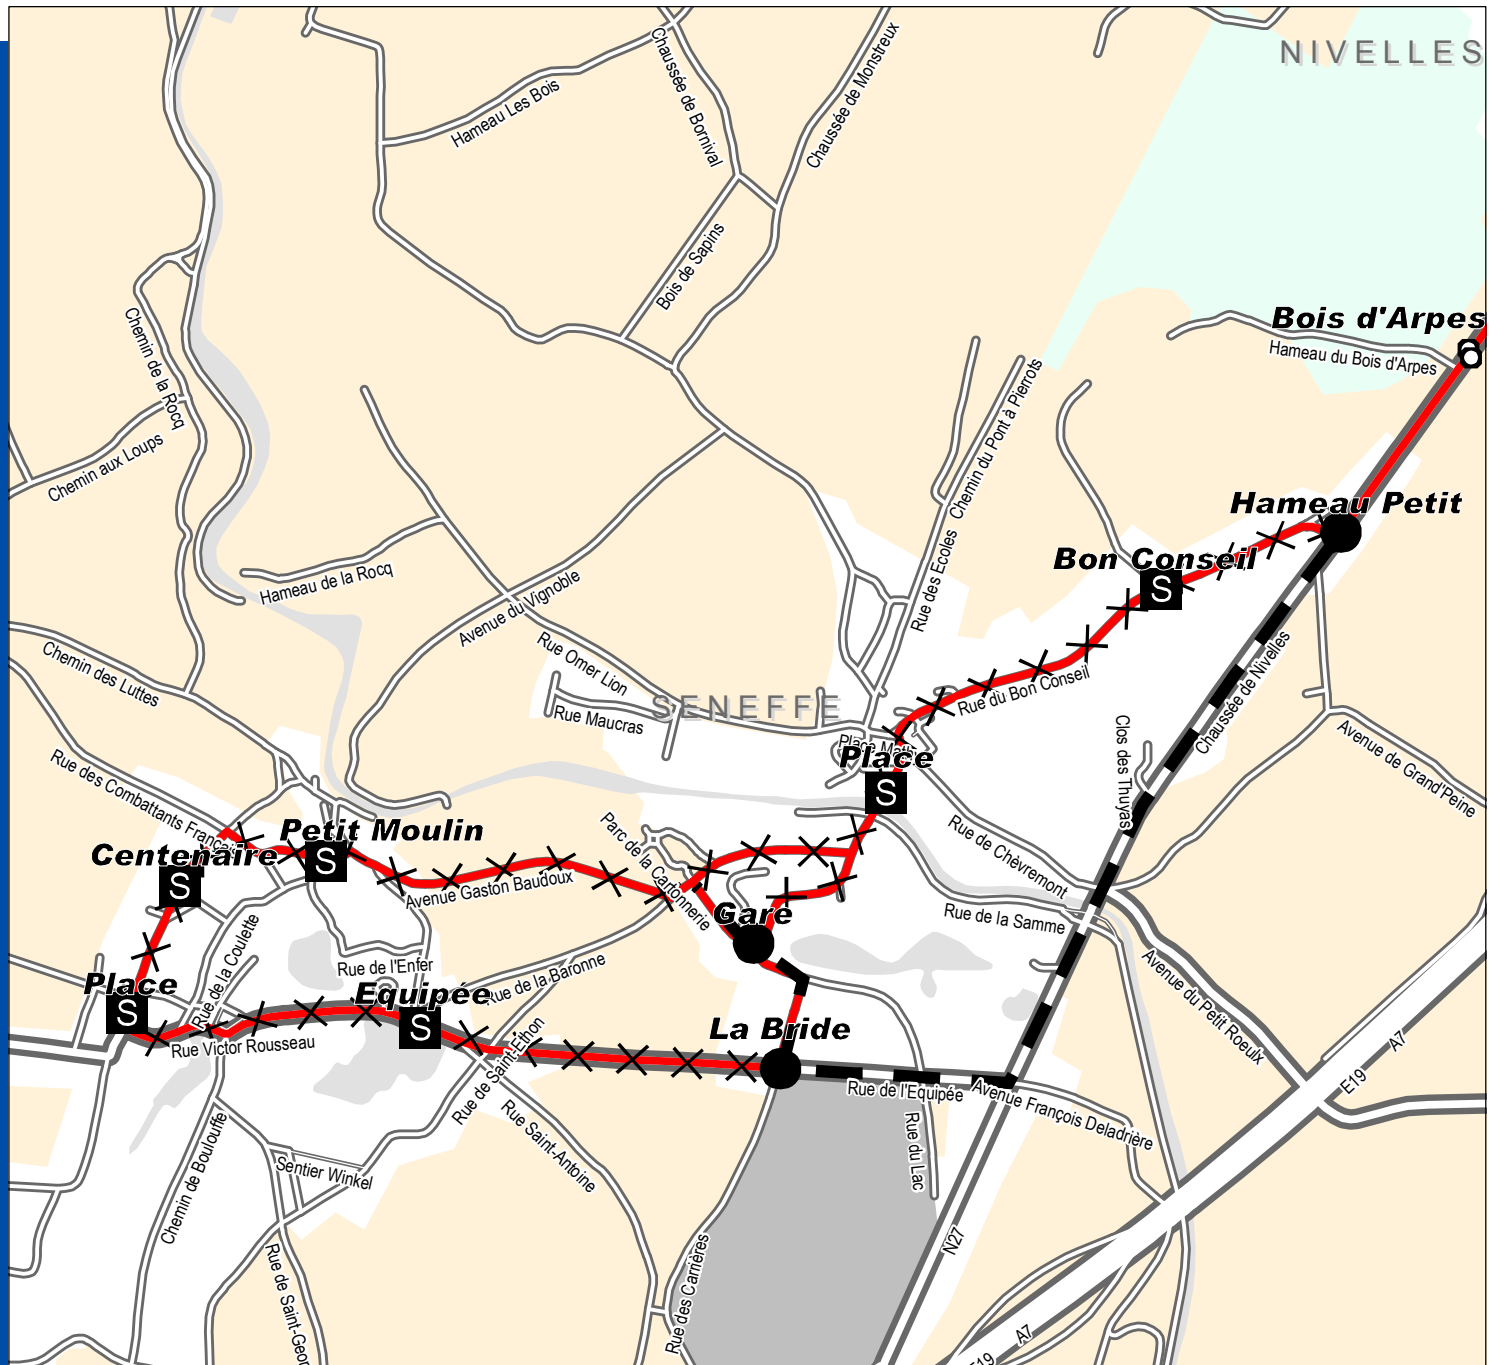 NIVELLES
Chaussée de Bornival
Chaussée de Monstreux
Hameau Les Bois
Bois de Sapins
Bois d'Arpes
Hameau du Bois d'Arpes
Chemin de la Rocq
Chemin aux Loups
Chemin du Pont à Pierrots
Hameau Petit
Rue des Ecoles
Bon Conseil
S
Hameau de la Rocq
Avenue du Vignoble
Rue Omer Lion
Chemin des Luttes
Rue du Bon Conseil
Chaussée de Nivelles
SENEFFE
Rue Maucras
Clos des Thuyas
Avenue de Grand'Peine
Place
S
Rue des Combattants
Petit Moulin
S
Parc de la Cartonnerie
Rue de Chèvremont
Centenaire
S
Avenue Gaston Baudoux
Gare
Rue de la Samme
Rue de la Coulette
Rue de l'Enfer
Rue de la Baronne
Avenue du Petit Roeulx
Place
S
Equipée
S
La Bride
Rue Victor Rousseau
Rue de Saint-Ethon
A7
E19
Rue de l'Equipée
Avenue François Deladrière
Rue Saint-Antoine
Rue du Lac
Chemin de Boulouffe
Sentier Winkel
N27
Rue des Carrières
Rue de Saint-Geor
A7
E19